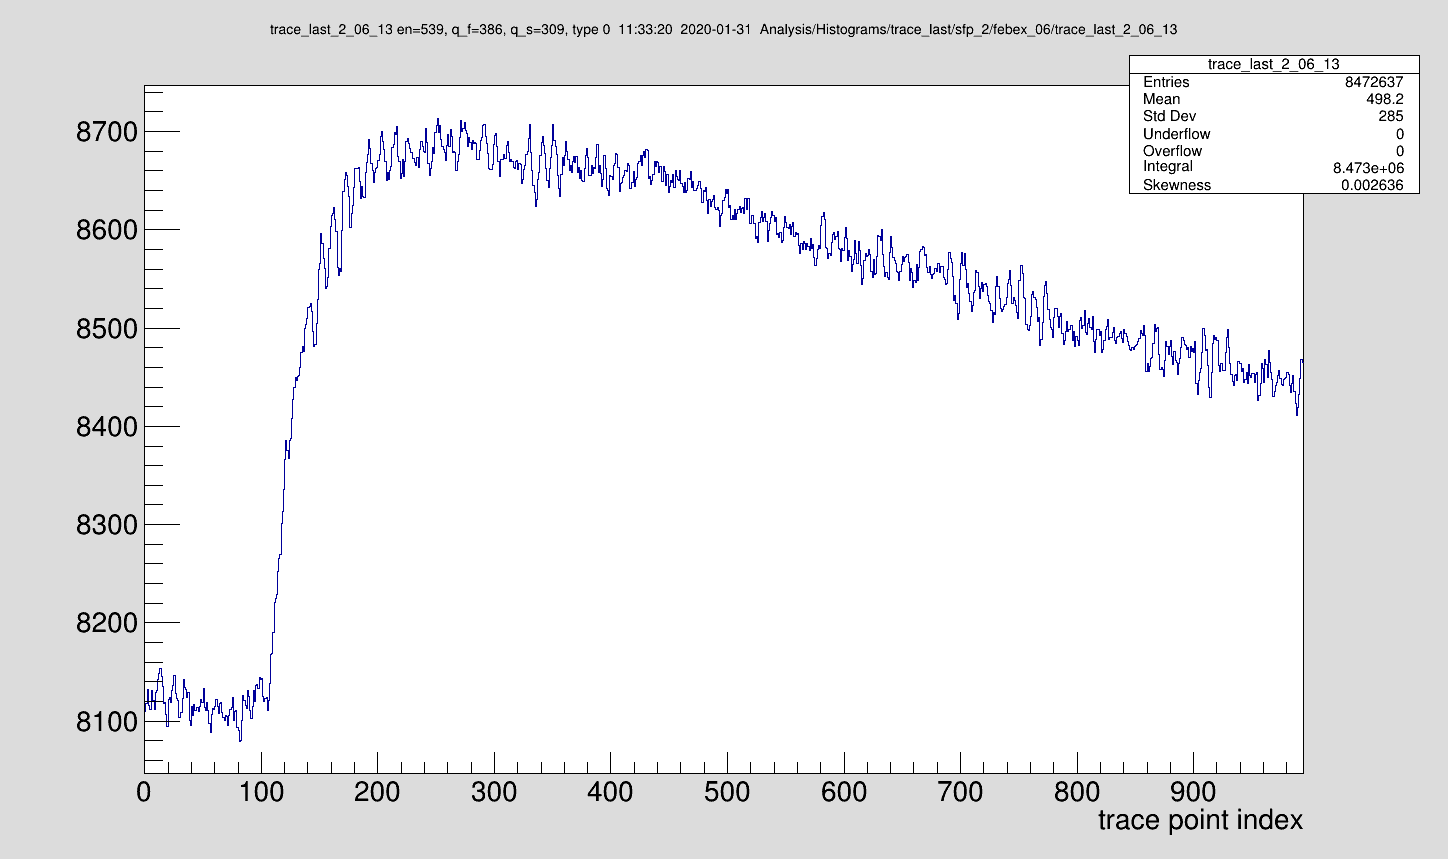 trace_last_2_06_13 en=539, q_f=386, q_s=309, type 0 11:33:20 2020-01-31 Analysis/Histograms/trace_last/sfp_2/febex_06/trace_last_2_06_13
trace_last_2_06_13
Entries 8472637
Mean 498.2
Std Dev 285
Underflow 0
Overflow 0
Integral 8.473e+06
Skewness 0.002636
8700
8600
8500
8400
8300
8200
8100
0 100 200 300 400 500 600 700 800 900
trace point index